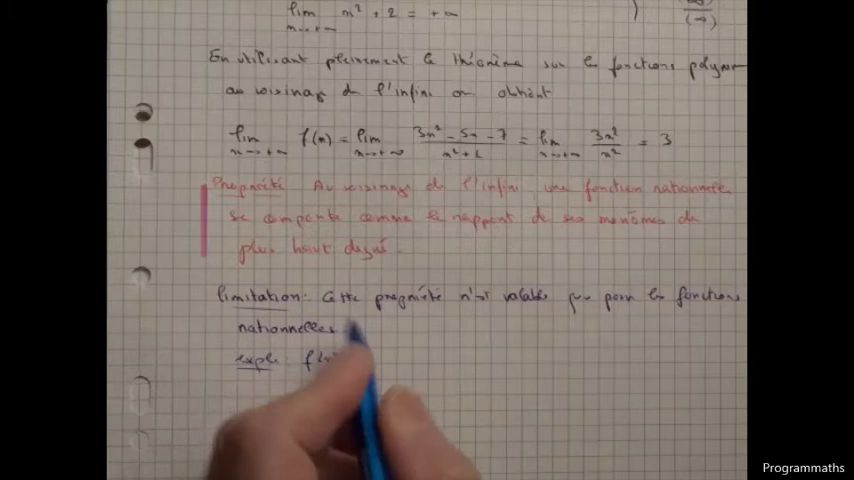 lim x²+2 = +∞
x→+∞
) (∞)
En utilisant pleinement le théorème sur les fonctions polynom
au voisinage de l'infini on obtient
lim f(x) = lim 3x²-5x-7 / x²+2 = lim 3x² / x² = 3
x→+∞ x→+∞ x→+∞
Propriété Au voisinage de l'infini une fonction rationnelle
se comporte comme le rapport de ses monômes de
plus haut degré.
limitation: Cette propriété n'est valable que pour les fonctions
rationnelles
expl: f(x)
Programmaths